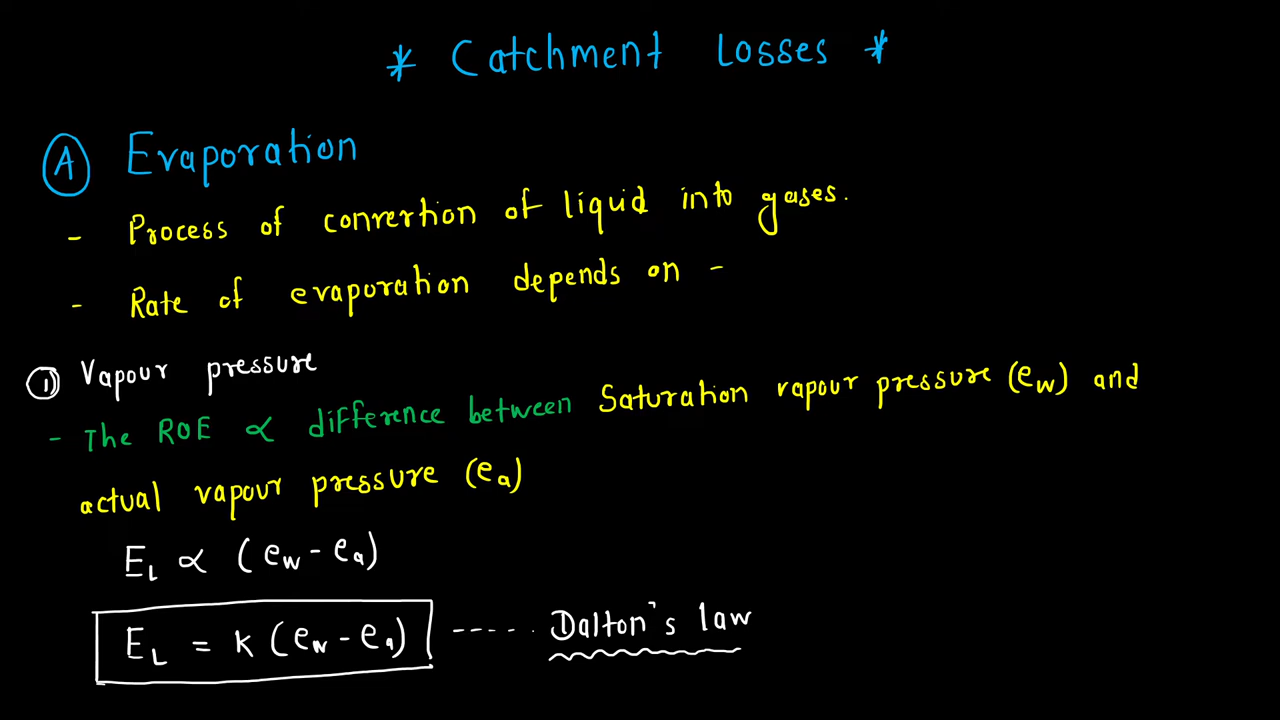 * Catchment Losses *
A Evaporation
- Process of convertion of liquid into gases.
- Rate of evaporation depends on -
① Vapour pressure
- The ROE ∝ difference between Saturation vapour pressure (ew) and
actual vapour pressure (ea)
EL ∝ (ew - ea)
EL = K (ew - ea) ----- Dalton's law